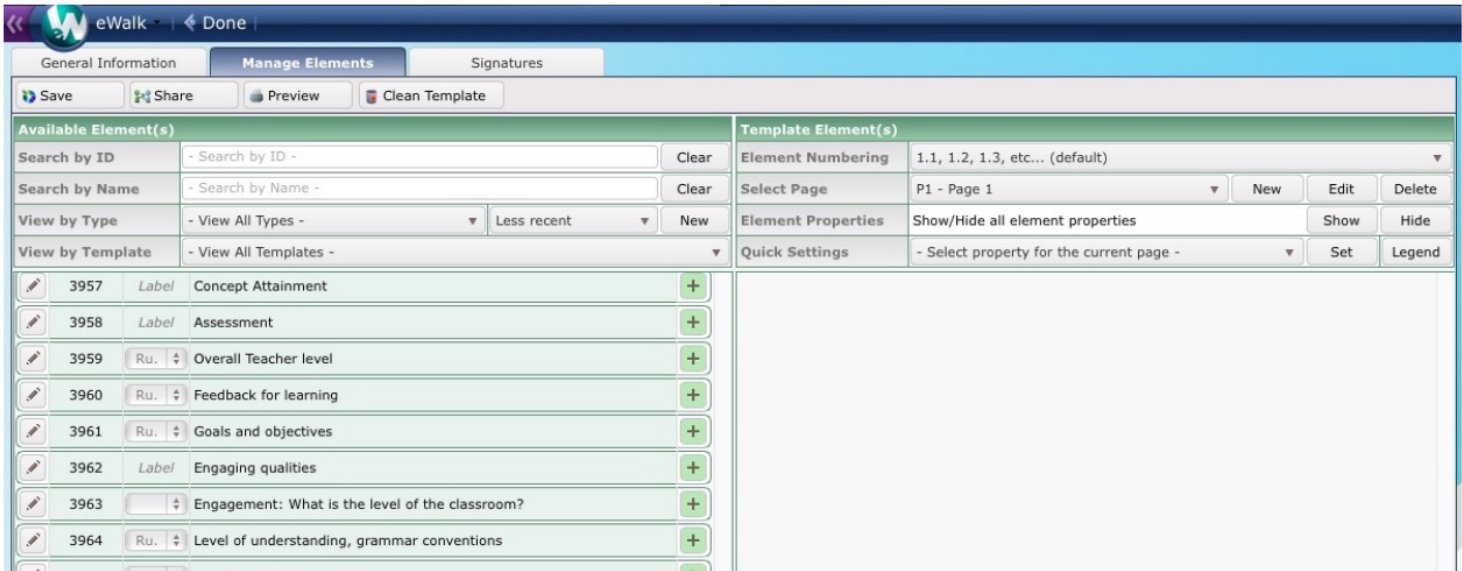 eWalk Done
General Information Manage Elements Signatures
Save Share Preview Clean Template
Available Element(s)
Search by ID - Search by ID - Clear
Search by Name - Search by Name - Clear
View by Type - View All Types - Less recent New
View by Template - View All Templates -
3957 Label Concept Attainment +
3958 Label Assessment +
3959 Ru. Overall Teacher level +
3960 Ru. Feedback for learning +
3961 Ru. Goals and objectives +
3962 Label Engaging qualities +
3963 Engagement: What is the level of the classroom? +
3964 Ru. Level of understanding, grammar conventions +
Template Element(s)
Element Numbering 1.1, 1.2, 1.3, etc... (default)
Select Page P1 - Page 1 New Edit Delete
Element Properties Show/Hide all element properties Show Hide
Quick Settings - Select property for the current page - Set Legend